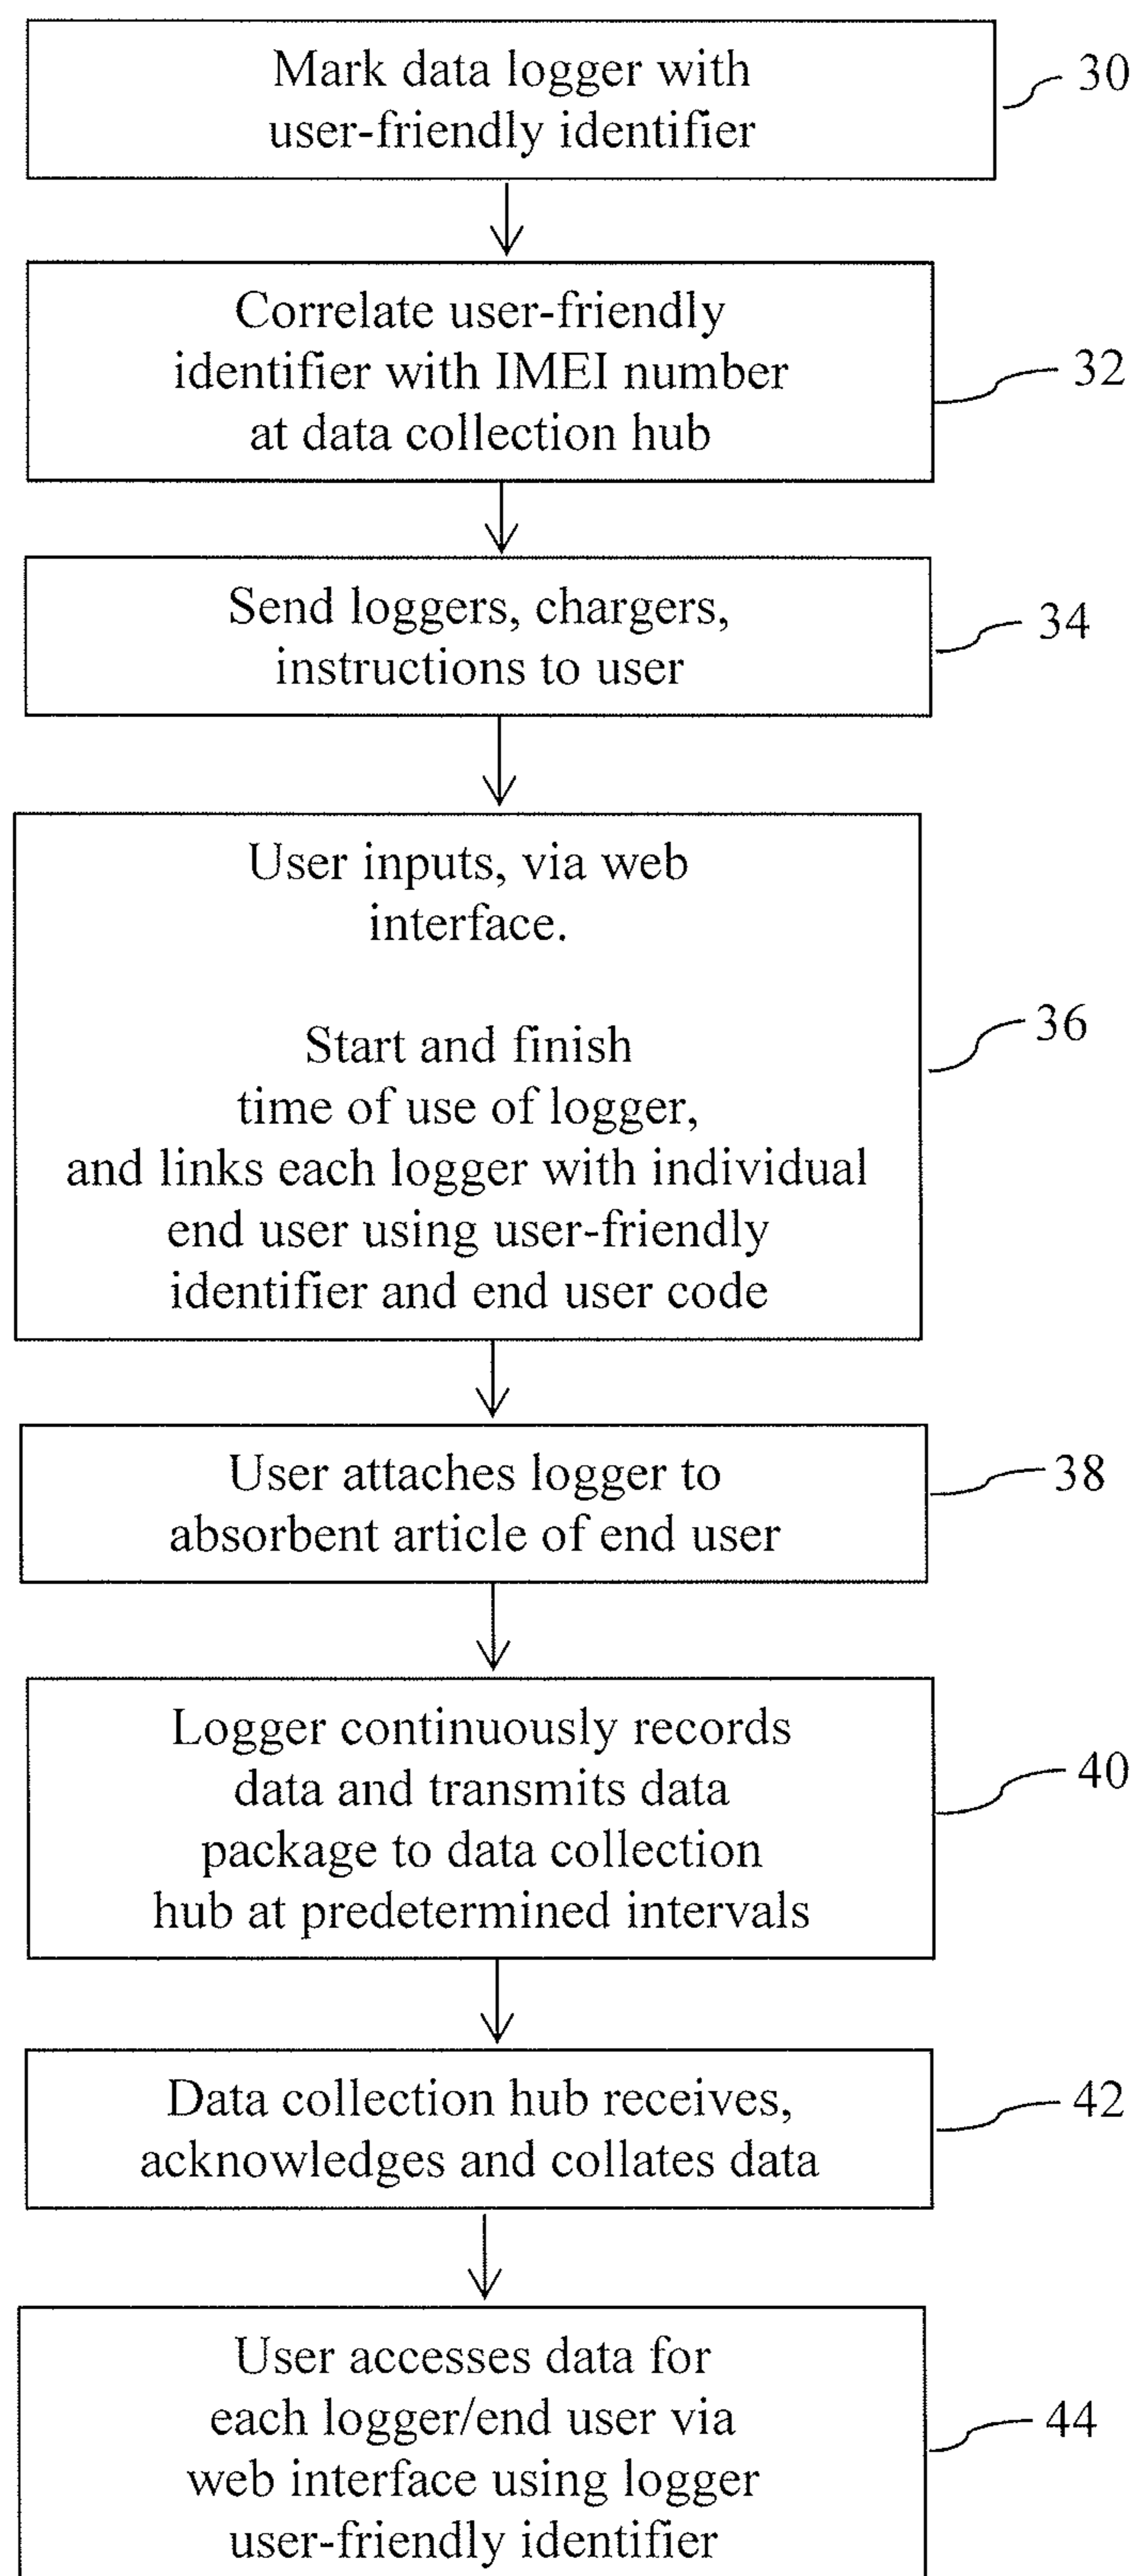 Mark data logger with
user-friendly identifier
30
Correlate user-friendly
identifier with IMEI number
at data collection hub
32
Send loggers, chargers,
instructions to user
34
User inputs, via web
interface.
Start and finish
time of use of logger,
and links each logger with individual
end user using user-friendly
identifier and end user code
36
User attaches logger to
absorbent article of end user
38
Logger continuously records
data and transmits data
package to data collection
hub at predetermined intervals
40
Data collection hub receives,
acknowledges and collates data
42
User accesses data for
each logger/end user via
web interface using logger
user-friendly identifier
44